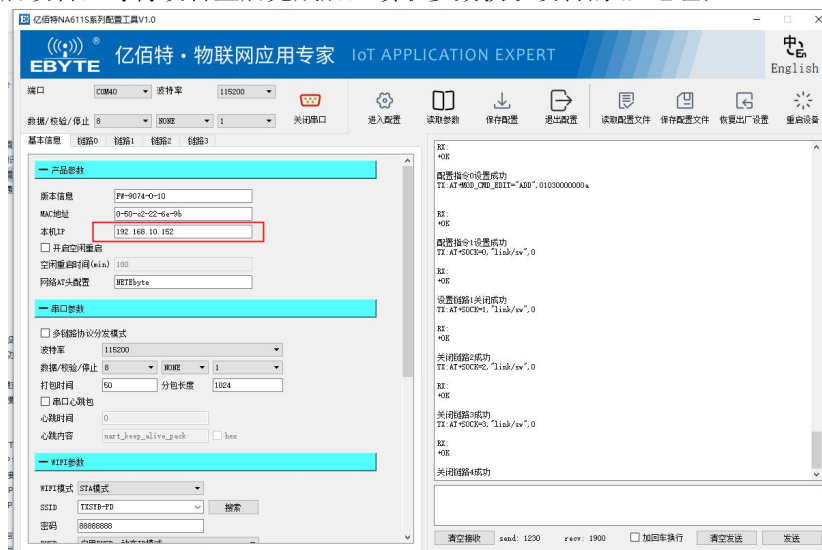 亿佰特NA611S系列配置工具V1.0
EBYTE ® 亿佰特·物联网应用专家 IoT APPLICATION EXPERT
中 En
English
端口 COM40 波特率 115200
数据/校验/停止 8 NONE 1
关闭串口 进入配置 读取参数 保存配置 退出配置 读取配置文件 保存配置文件 恢复出厂设置 重启设备
基本信息 链路0 链路1 链路2 链路3
产品参数
版本信息 FW-9074-0-10
MAC地址 0-50-c2-22-6e-9b
本机IP 192.168.10.152
开启空闲重启
空闲重启时间(min) 180
网络AT头配置 NETEbyte
串口参数
多链路协议分发模式
波特率 115200
数据/校验/停止 8 NONE 1
打包时间 50 分包长度 1024
串口心跳包
心跳时间 0
心跳内容 uart_keep_alive_pack hex
WIFI参数
WIFI模式 STA模式
SSID TXSYB-PD 搜索
密码 88888888
RX:
+OK
配置指令0设置成功
TX:AT+MOD_CMD_EDIT="ADD",01030000000a
RX:
+OK
配置指令1设置成功
TX:AT+SOCK=0,"link/sw",0
RX:
+OK
设置链路1关闭成功
TX:AT+SOCK=1,"link/sw",0
RX:
+OK
关闭链路2成功
TX:AT+SOCK=2,"link/sw",0
RX:
+OK
关闭链路3成功
TX:AT+SOCK=3,"link/sw",0
RX:
+OK
关闭链路4成功
清空接收 send: 1230 recv: 1900 加回车换行 清空发送 发送